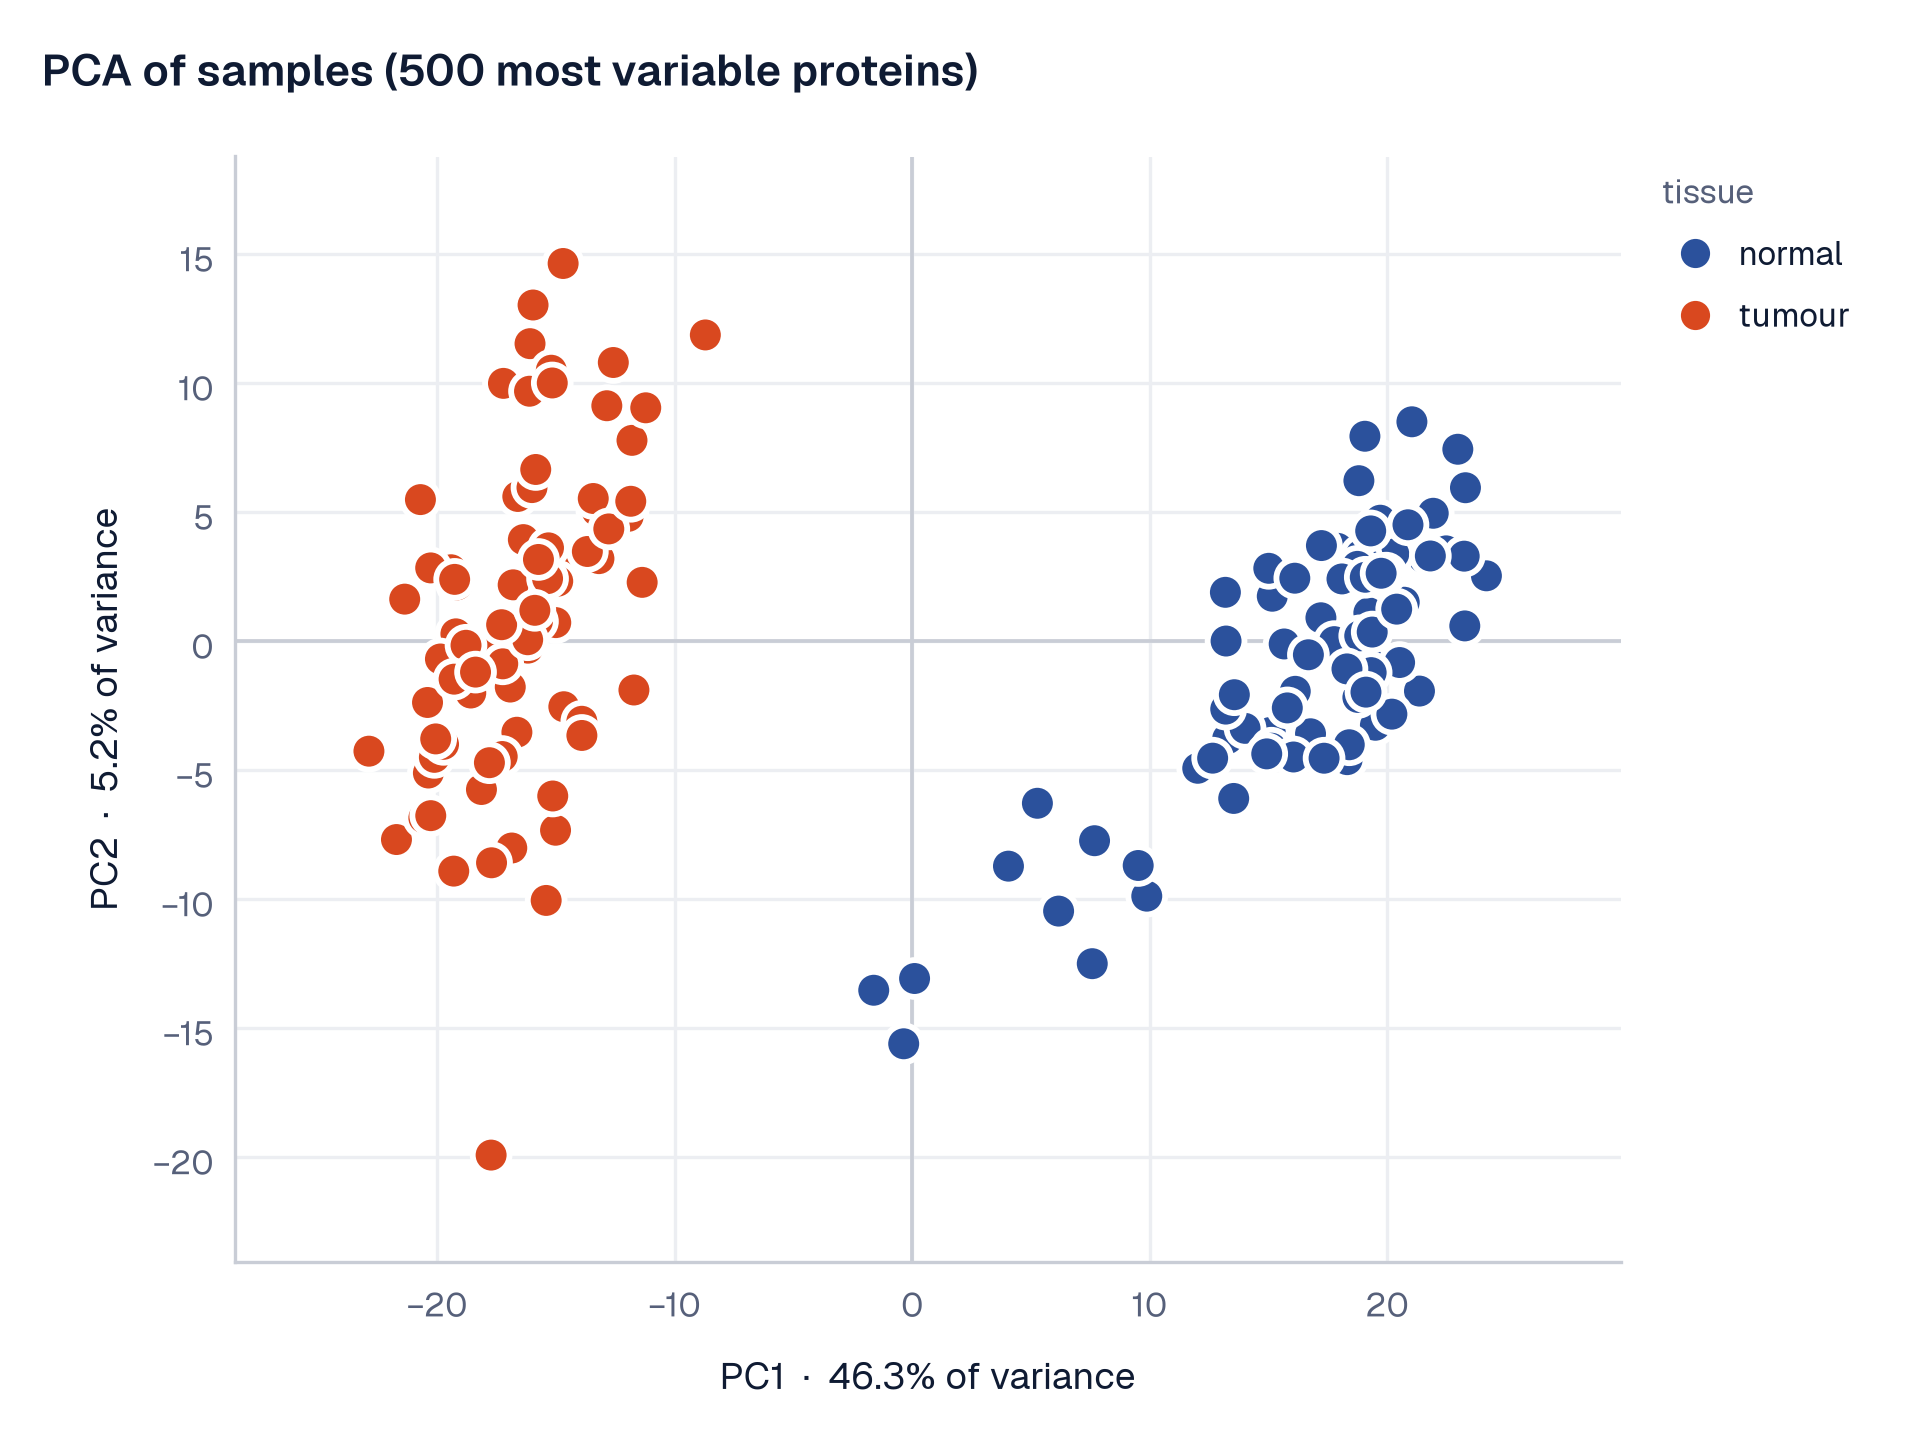 PCA of samples (500 most variable proteins)
tissue
normal
tumour
15
10
5
0
−5
−10
−15
−20
PC2 · 5.2% of variance
−20
−10
0
10
20
PC1 · 46.3% of variance